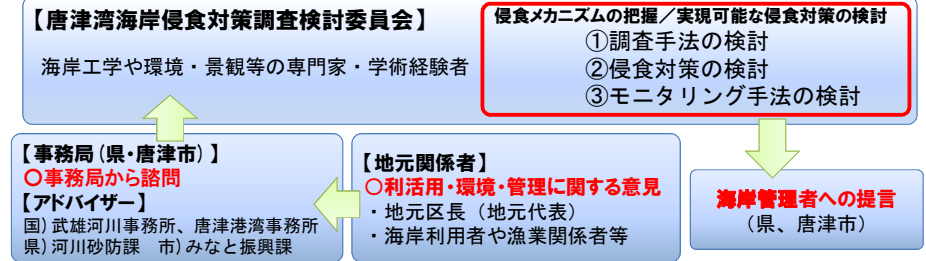 【唐津湾海岸侵食対策調査検討委員会】
海岸工学や環境・景観等の専門家・学術経験者
侵食メカニズムの把握／実現可能な侵食対策の検討
①調査手法の検討
②侵食対策の検討
③モニタリング手法の検討
【事務局(県・唐津市)】
○事務局から諮問
【アドバイザー】
国)武雄河川事務所、唐津港湾事務所
県)河川砂防課　市)みなと振興課
【地元関係者】
○利活用・環境・管理に関する意見
・地元区長（地元代表）
・海岸利用者や漁業関係者等
海岸管理者への提言
（県、唐津市）